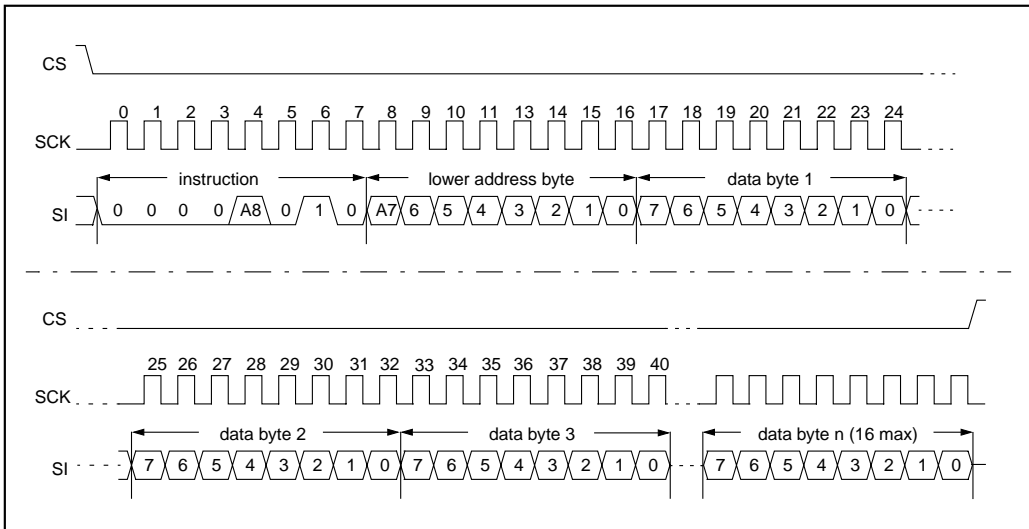 CS
0 1 2 3 4 5 6 7 8 9 10 11 13 14 15 16 17 18 19 20 21 22 23 24
SCK
instruction lower address byte data byte 1
SI 0 0 0 0 A8 0 1 0 A7 6 5 4 3 2 1 0 7 6 5 4 3 2 1 0
CS
25 26 27 28 29 30 31 32 33 34 35 36 37 38 39 40
SCK
data byte 2 data byte 3 data byte n (16 max)
SI 7 6 5 4 3 2 1 0 7 6 5 4 3 2 1 0 7 6 5 4 3 2 1 0